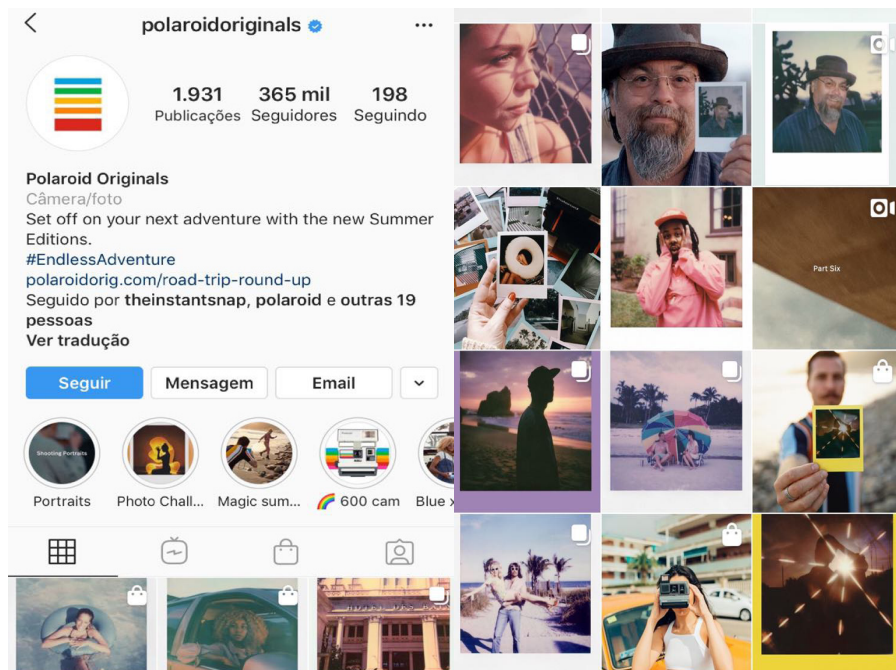 polaroidoriginals
1.931 365 mil 198
Publicações Seguidores Seguindo
Polaroid Originals
Câmera/foto
Set off on your next adventure with the new Summer
Editions.
#EndlessAdventure
polaroidorig.com/road-trip-round-up
Seguido por theinstantsnap, polaroid e outras 19
pessoas
Ver tradução
Seguir Mensagem Email
Shooting Portraits
Portraits Photo Chall... Magic sum... 600 cam Blue x
Part Six